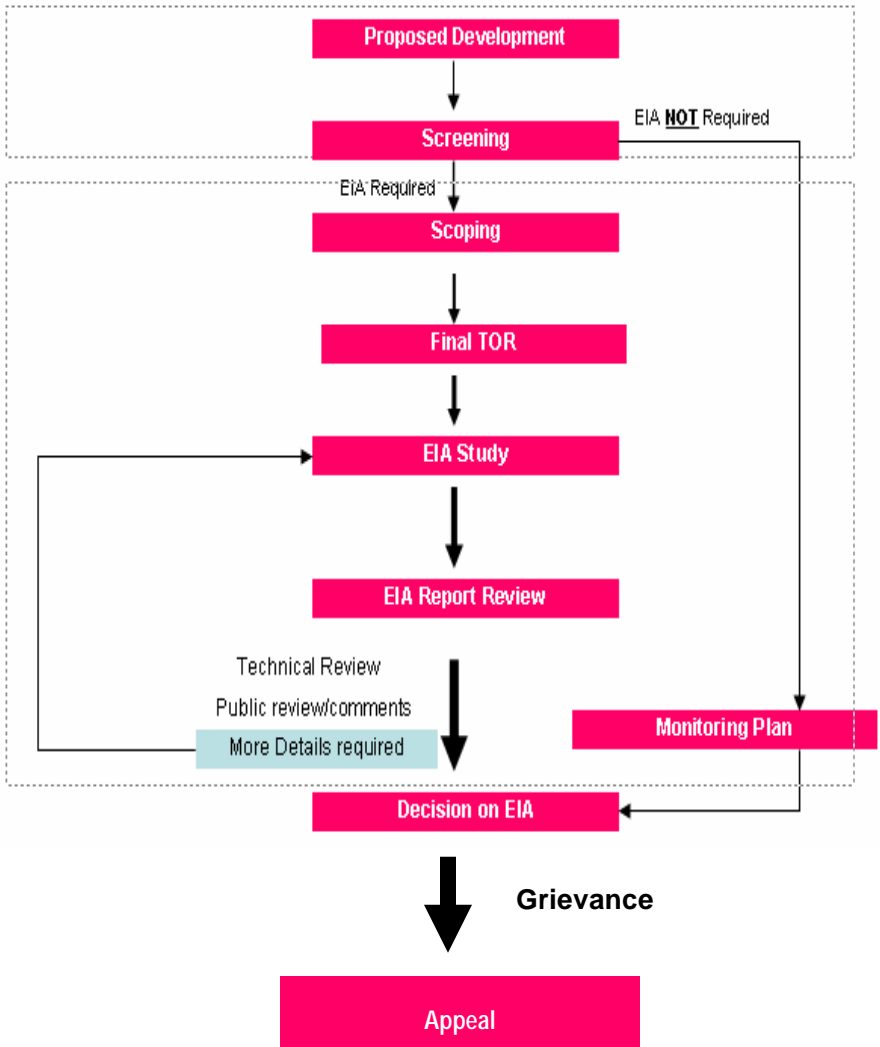 Proposed Development
EIA NOT Required
Screening
EIA Required
Scoping
Final TOR
EIA Study
EIA Report Review
Technical Review
Public review/comments
More Details required
Monitoring Plan
Decision on EIA
Grievance
Appeal